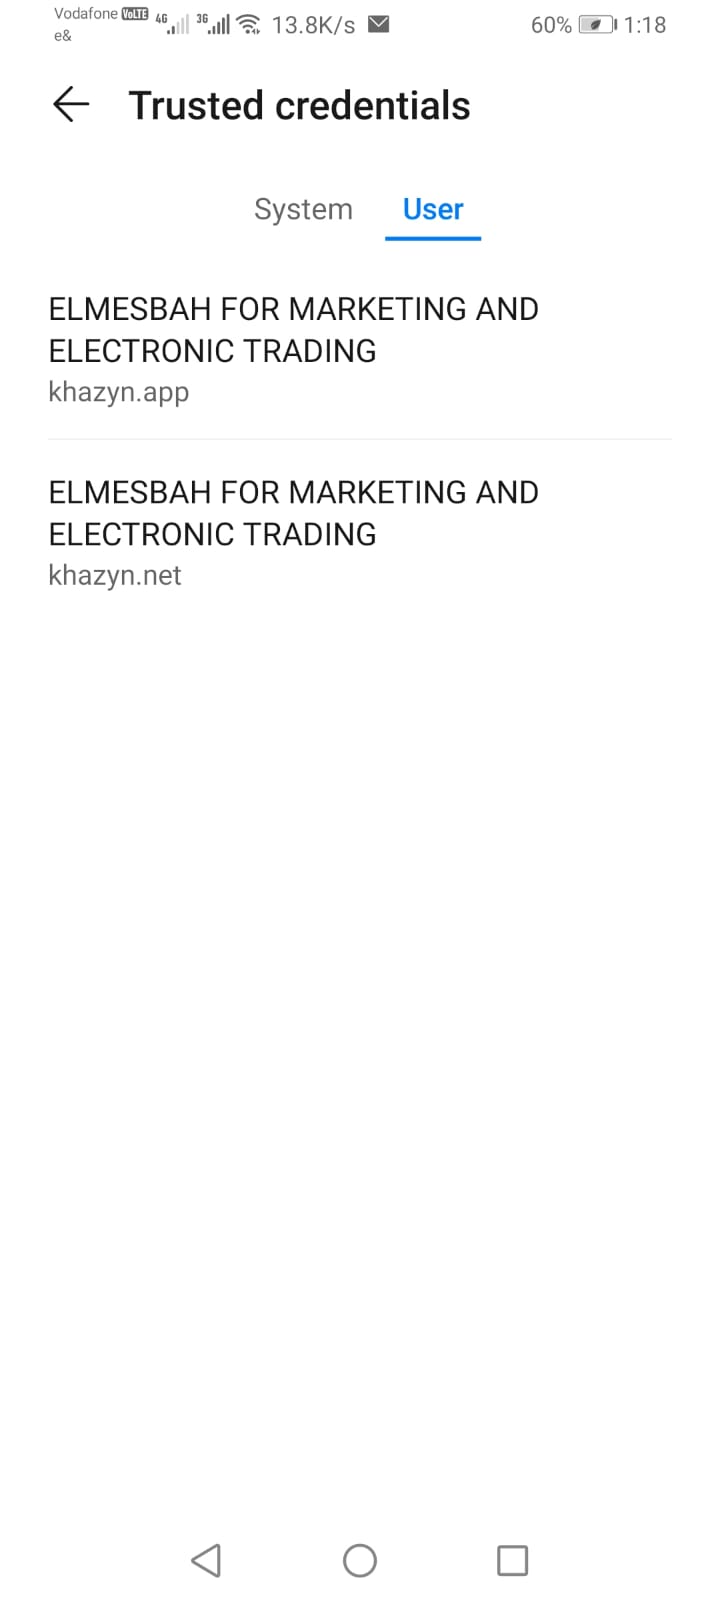 Vodafone VoLTE 4G 3G 13.8K/s 60% 1:18
e&
Trusted credentials
System User
ELMESBAH FOR MARKETING AND
ELECTRONIC TRADING
khazyn.app
ELMESBAH FOR MARKETING AND
ELECTRONIC TRADING
khazyn.net